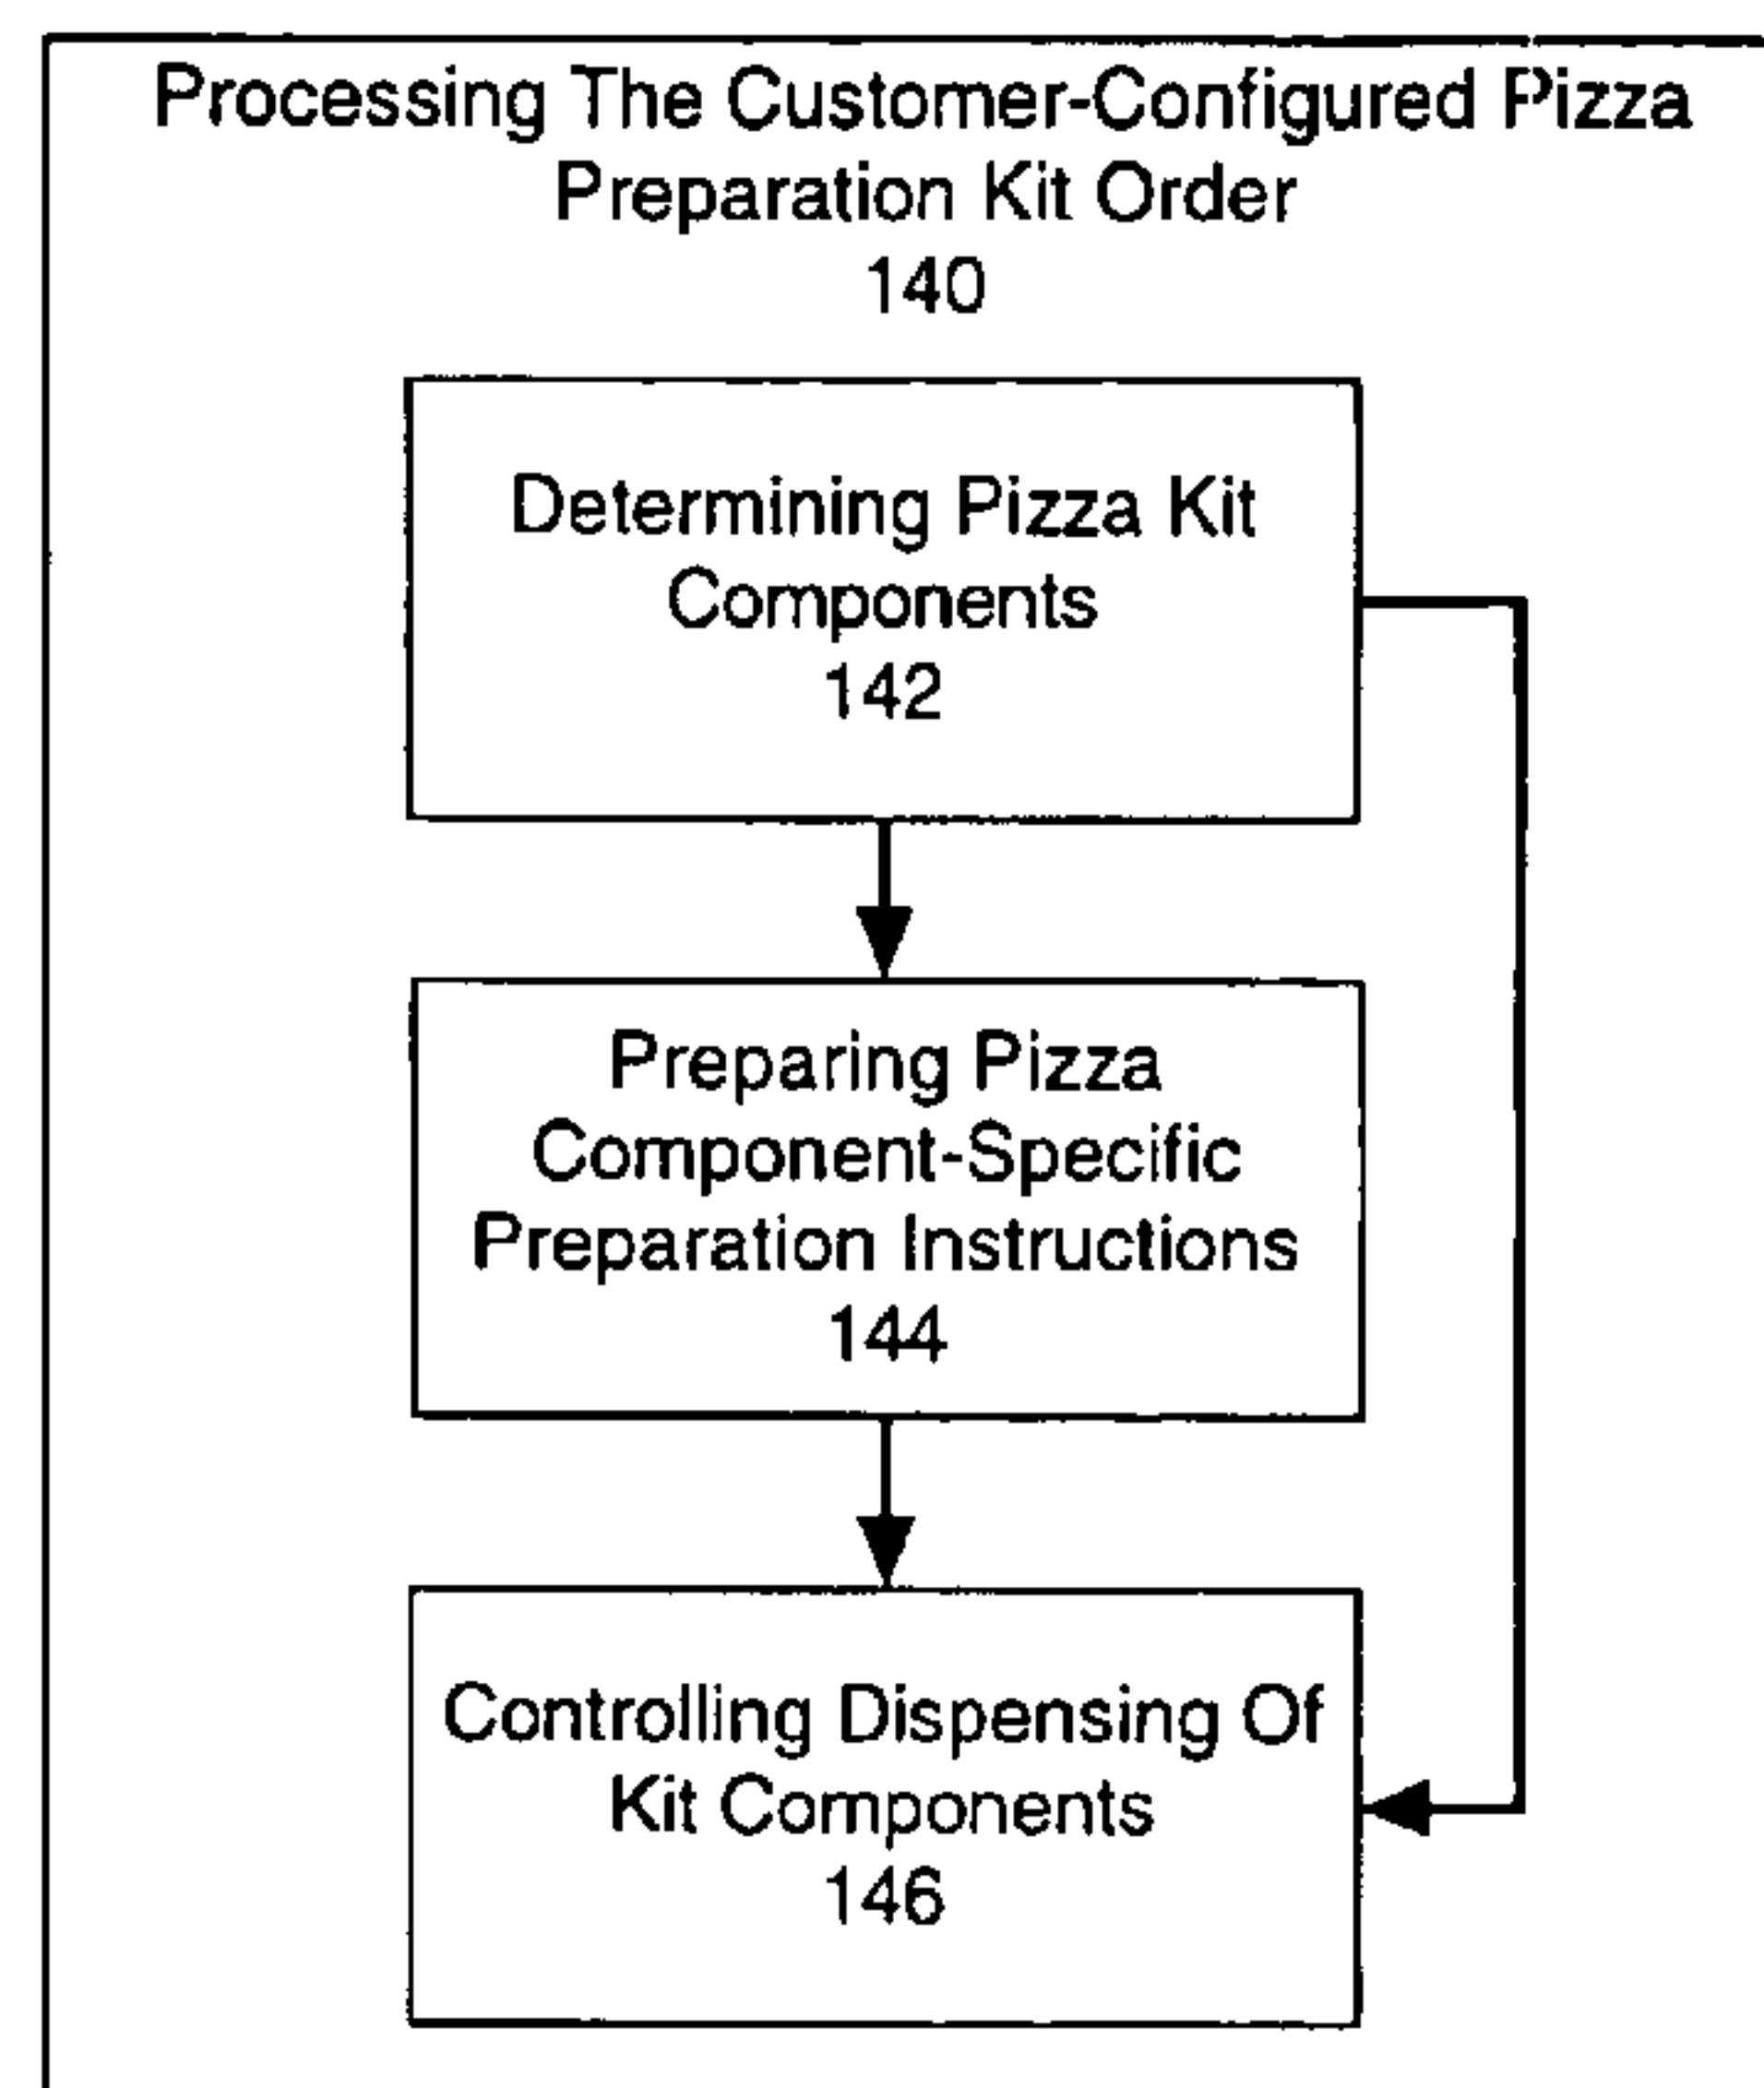 Processing The Customer-Configured Pizza
Preparation Kit Order
140
Determining Pizza Kit
Components
142
Preparing Pizza
Component-Specific
Preparation Instructions
144
Controlling Dispensing Of
Kit Components
146